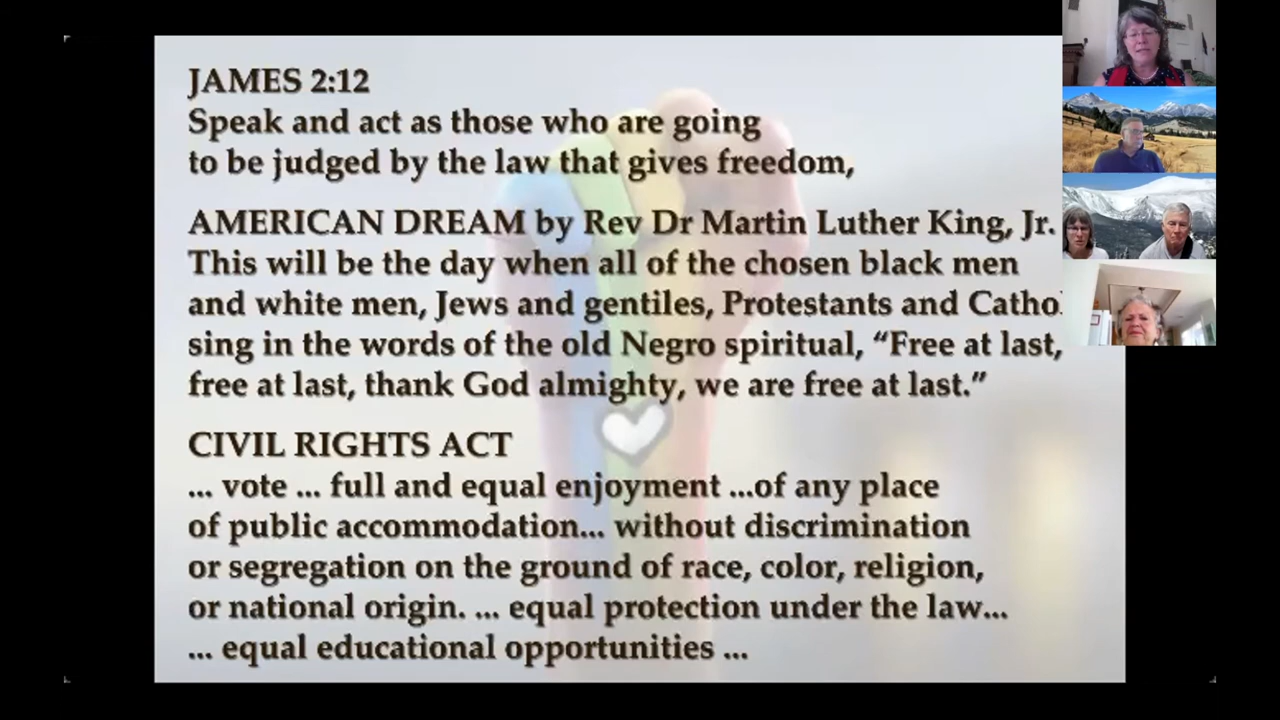 JAMES 2:12
Speak and act as those who are going
to be judged by the law that gives freedom,
AMERICAN DREAM by Rev Dr Martin Luther King, Jr.
This will be the day when all of the chosen black men
and white men, Jews and gentiles, Protestants and
sing in the words of the old Negro spiritual, “Free at last,
free at last, thank God almighty, we are free at last.”
CIVIL RIGHTS ACT
... vote ... full and equal enjoyment ...of any place
of public accommodation... without discrimination
or segregation on the ground of race, color, religion,
or national origin. ... equal protection under the law...
... equal educational opportunities ...